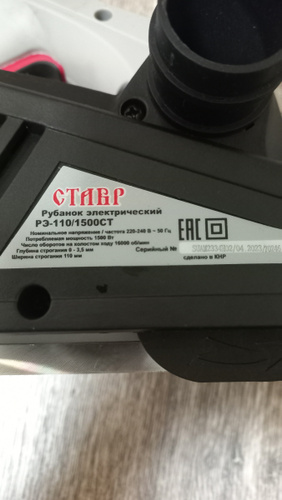 СТАВР
Рубанок электрический
РЭ-110/1500СТ
Номинальное напряжение / частота 220-240 В ~ 50 Гц
Потребляемая мощность 1500 Вт
Число оборотов на холостом ходу 16000 об/мин
Глубина строгания 0 - 3,5 мм
Ширина строгания 110 мм
Серийный №
EAC
сделано в КНР